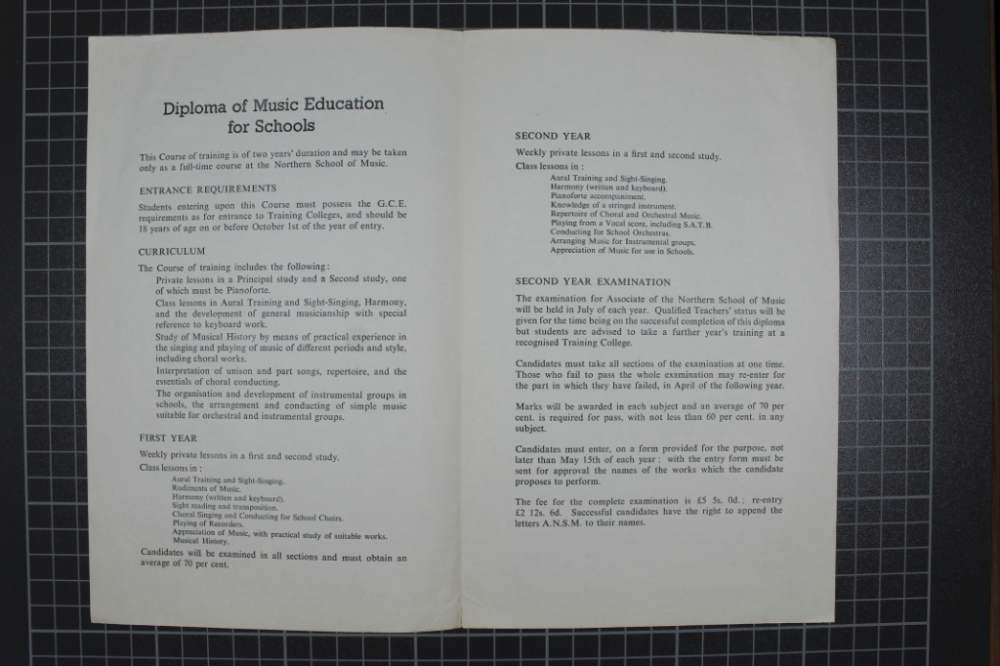 Diploma of Music Education
for Schools
This Course of training is of two years' duration and may be taken
only as a full-time course at the Northern School of Music.
ENTRANCE REQUIREMENTS
Students entering upon this Course must possess the G.C.E.
requirements as for entrance to Training Colleges, and should be
18 years of age on or before October 1st of the year of entry.
CURRICULUM
The Course of training includes the following :
Private lessons in a Principal study and a Second study, one
of which must be Pianoforte.
Class lessons in Aural Training and Sight-Singing, Harmony,
and the development of general musicianship with special
reference to keyboard work.
Study of Musical History by means of practical experience in
the singing and playing of music of different periods and style,
including choral works.
Interpretation of unison and part songs, repertoire, and the
essentials of choral conducting.
The organisation and development of instrumental groups in
schools, the arrangement and conducting of simple music
suitable for orchestral and instrumental groups.
FIRST YEAR
Weekly private lessons in a first and second study.
Class lessons in :
Aural Training and Sight-Singing.
Rudiments of Music.
Harmony (written and keyboard).
Sight reading and transposition.
Choral Singing and Conducting for School Choirs.
Playing of Recorders.
Appreciation of Music, with practical study of suitable works.
Musical History.
Candidates will be examined in all sections and must obtain an
average of 70 per cent.
SECOND YEAR
Weekly private lessons in a first and second study.
Class lessons in :
Aural Training and Sight-Singing.
Harmony (written and keyboard).
Pianoforte accompaniment.
Knowledge of a stringed instrument.
Repertoire of Choral and Orchestral Music.
Playing from a Vocal score, including S.A.T.B.
Conducting for School Orchestras.
Arranging Music for Instrumental groups.
Appreciation of Music for use in Schools.
SECOND YEAR EXAMINATION
The examination for Associate of the Northern School of Music
will be held in July of each year. Qualified Teachers' status will be
given for the time being on the successful completion of this diploma
but students are advised to take a further year's training at a
recognised Training College.
Candidates must take all sections of the examination at one time.
Those who fail to pass the whole examination may re-enter for
the part in which they have failed, in April of the following year.
Marks will be awarded in each subject and an average of 70 per
cent. is required for pass, with not less than 60 per cent. in any
subject.
Candidates must enter, on a form provided for the purpose, not
later than May 15th of each year ; with the entry form must be
sent for approval the names of the works which the candidate
proposes to perform.
The fee for the complete examination is £5 5s. 0d. ; re-entry
£2 12s. 6d. Successful candidates have the right to append the
letters A.N.S.M. to their names.